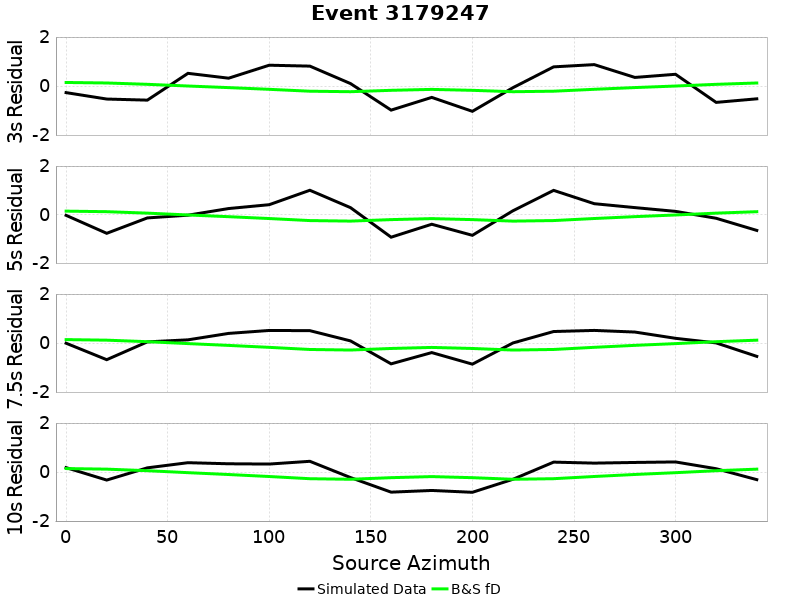 Event 3179247
3s Residual
2
0
-2
5s Residual
2
0
-2
7.5s Residual
2
0
-2
10s Residual
2
0
-2
0 50 100 150 200 250 300
Source Azimuth
Simulated Data B&S fD